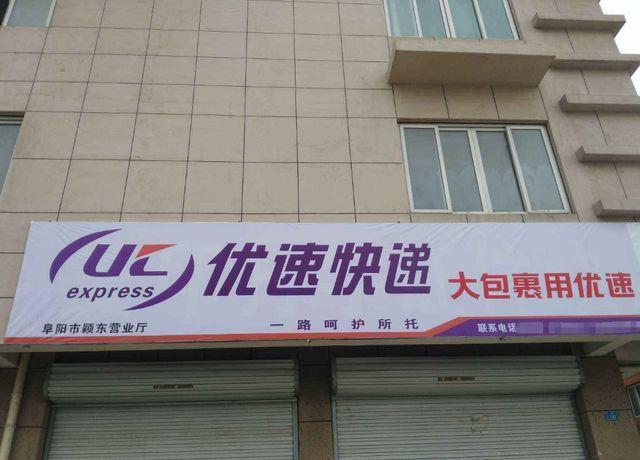 UC express
优速快递
大包裹用优速
阜阳市颍东营业厅
一路呵护所托
联系电话